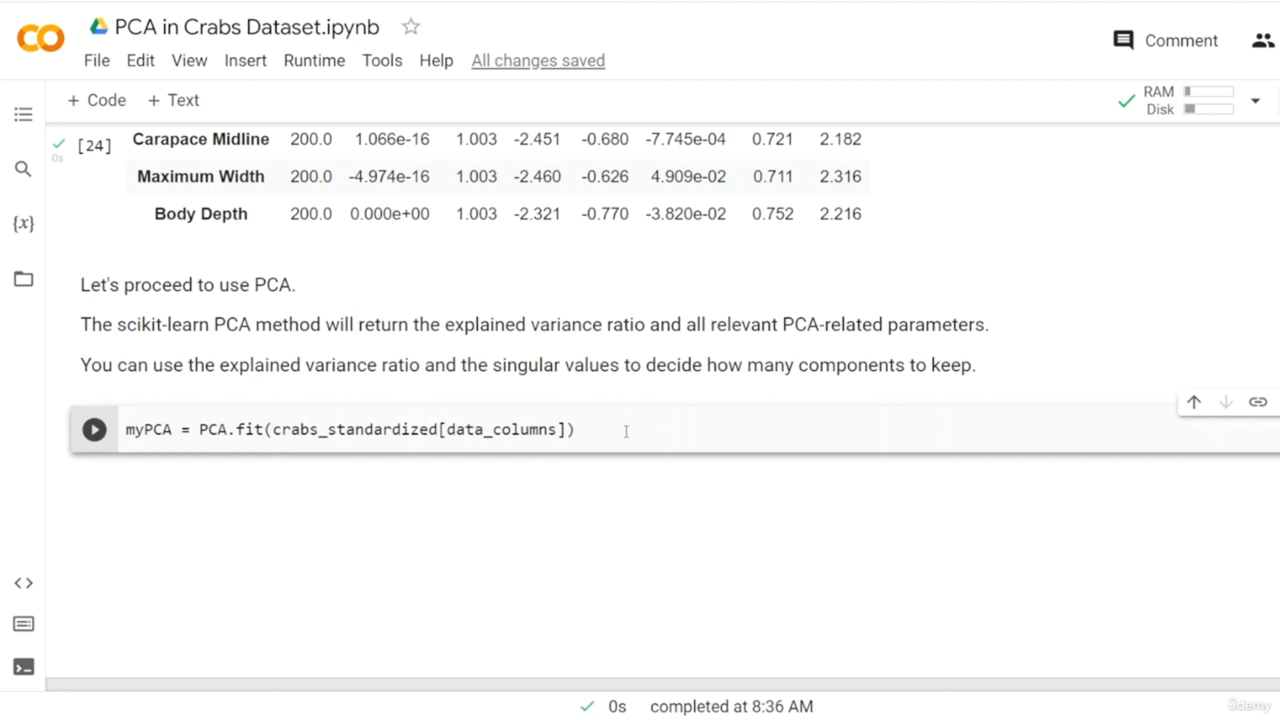 PCA in Crabs Dataset.ipynb
Comment
File Edit View Insert Runtime Tools Help All changes saved
+ Code + Text
RAM
Disk
[24] Carapace Midline 200.0 1.066e-16 1.003 -2.451 -0.680 -7.745e-04 0.721 2.182
0s
Maximum Width 200.0 -4.974e-16 1.003 -2.460 -0.626 4.909e-02 0.711 2.316
Body Depth 200.0 0.000e+00 1.003 -2.321 -0.770 -3.820e-02 0.752 2.216
{x}
Let's proceed to use PCA.
The scikit-learn PCA method will return the explained variance ratio and all relevant PCA-related parameters.
You can use the explained variance ratio and the singular values to decide how many components to keep.
myPCA = PCA.fit(crabs_standardized[data_columns])
0s completed at 8:36 AM
ûdemy